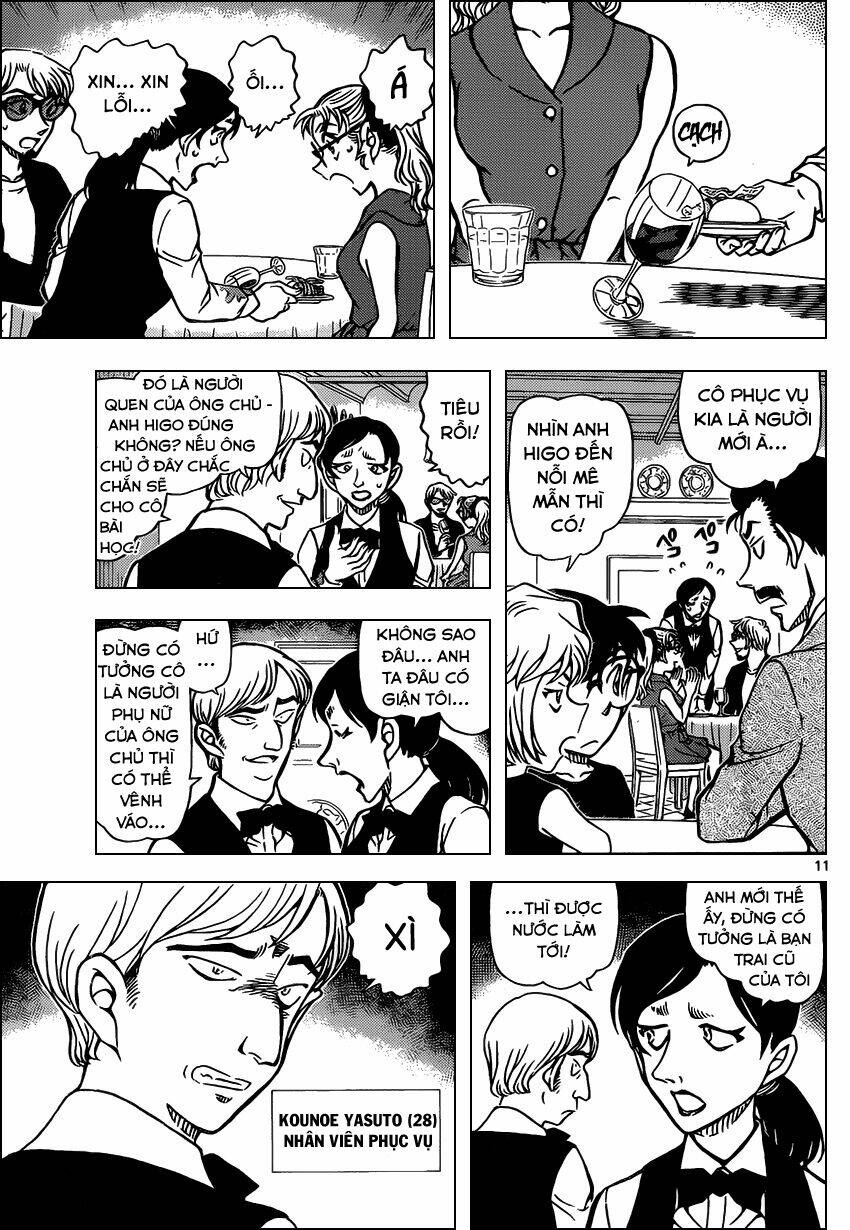 CẠCH
Á
ỐI...
XIN... XIN
LỖI...
CÔ PHỤC VỤ
KIA LÀ NGƯỜI
MỚI À...
NHÌN ANH
HIGO ĐẾN
NỖI MÊ
MẨN THÌ
CÓ!
꾸벅
꾸벅
TIÊU
RỒI!
ĐÓ LÀ NGƯỜI
QUEN CỦA ÔNG CHỦ -
ANH HIGO ĐÚNG
KHÔNG? NẾU ÔNG
CHỦ Ở ĐÂY CHẮC
CHẮN SẼ
CHO CÔ
BÀI
HỌC!
KHÔNG SAO
ĐÂU... ANH
TA ĐÂU CÓ
GIẬN TÔI...
HỨ
...
ĐỪNG CÓ
TƯỞNG CÔ
LÀ NGƯỜI
PHỤ NỮ
CỦA ÔNG
CHỦ THÌ
CÓ THỂ
VÊNH
VÁO...
11
ANH MỚI THẾ
ẤY, ĐỪNG CÓ
TƯỞNG LÀ BẠN
TRAI CŨ
CỦA TÔI
...THÌ ĐƯỢC
NƯỚC LÀM
TỚI!
XÌ
KOUNOE YASUTO (28)
NHÂN VIÊN PHỤC VỤ